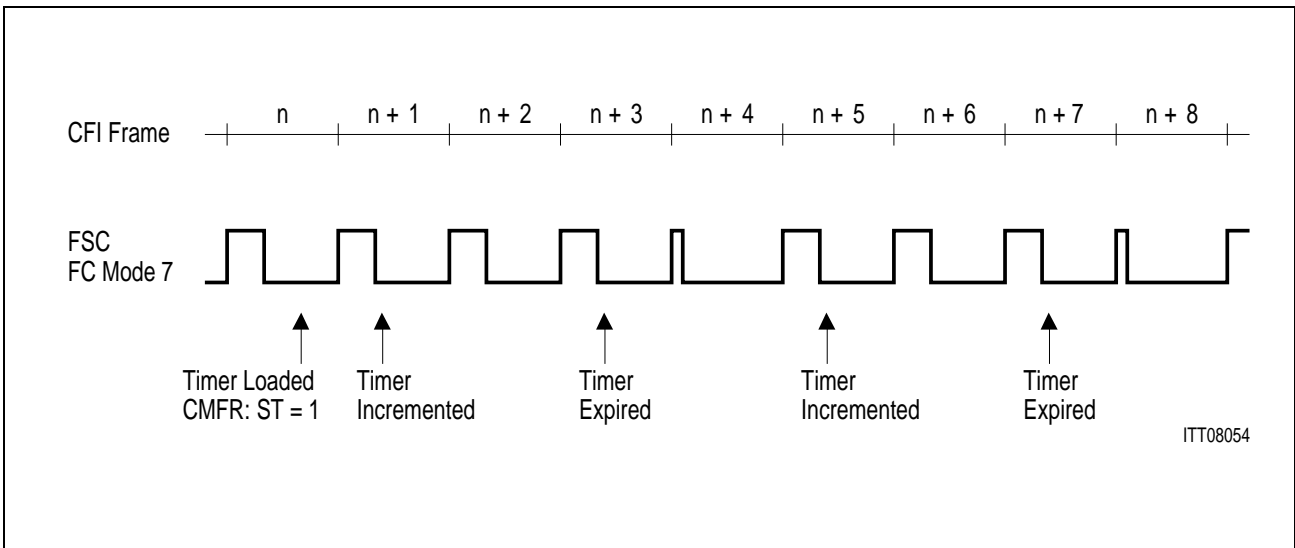 n n + 1 n + 2 n + 3 n + 4 n + 5 n + 6 n + 7 n + 8
CFI Frame
FSC
FC Mode 7
Timer Loaded
CMFR: ST = 1
Timer
Incremented
Timer
Expired
Timer
Incremented
Timer
Expired
ITT08054